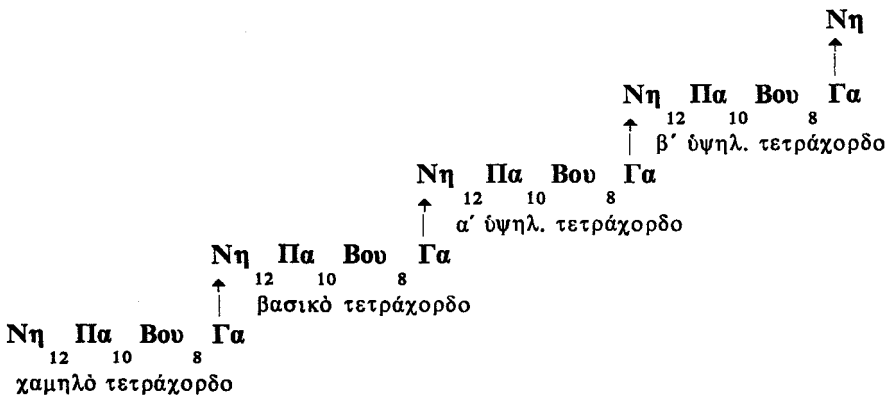 Νη
Νη Πα Βου Γα
12 10 8
β΄ ὑψηλ. τετράχορδο
Νη Πα Βου Γα
12 10 8
α΄ ὑψηλ. τετράχορδο
Νη Πα Βου Γα
12 10 8
βασικὸ τετράχορδο
Νη Πα Βου Γα
12 10 8
χαμηλὸ τετράχορδο